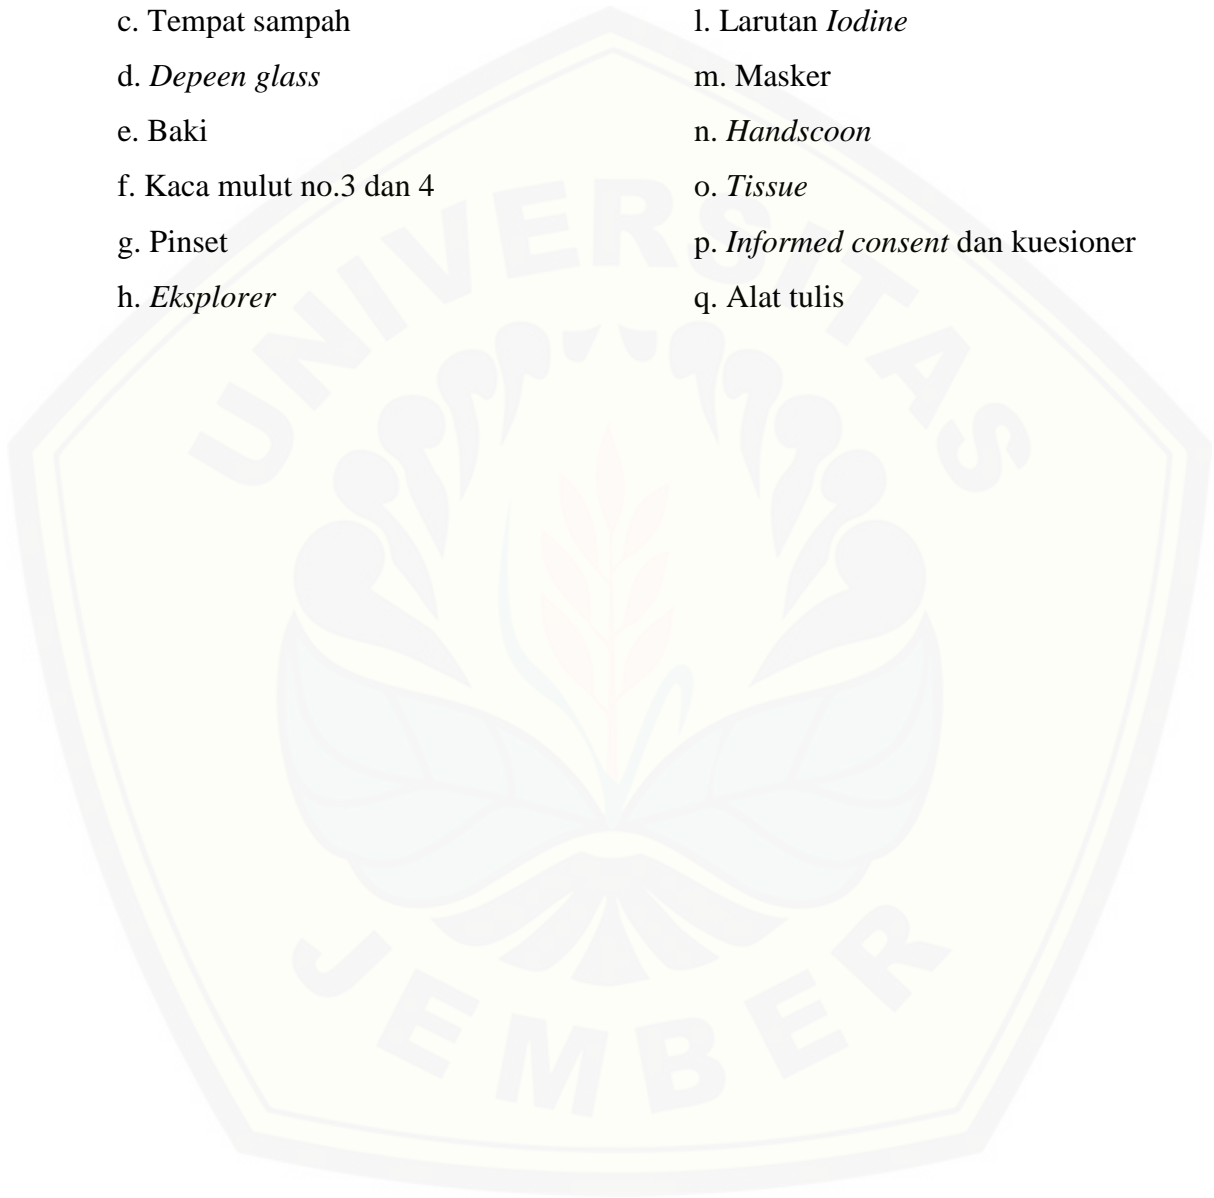 c. Tempat sampah
d. Depeen glass
e. Baki
f. Kaca mulut no.3 dan 4
g. Pinset
h. Eksplorer
l. Larutan Iodine
m. Masker
n. Handscoon
o. Tissue
p. Informed consent dan kuesioner
q. Alat tulis
UNIVERSITAS
JEMBER